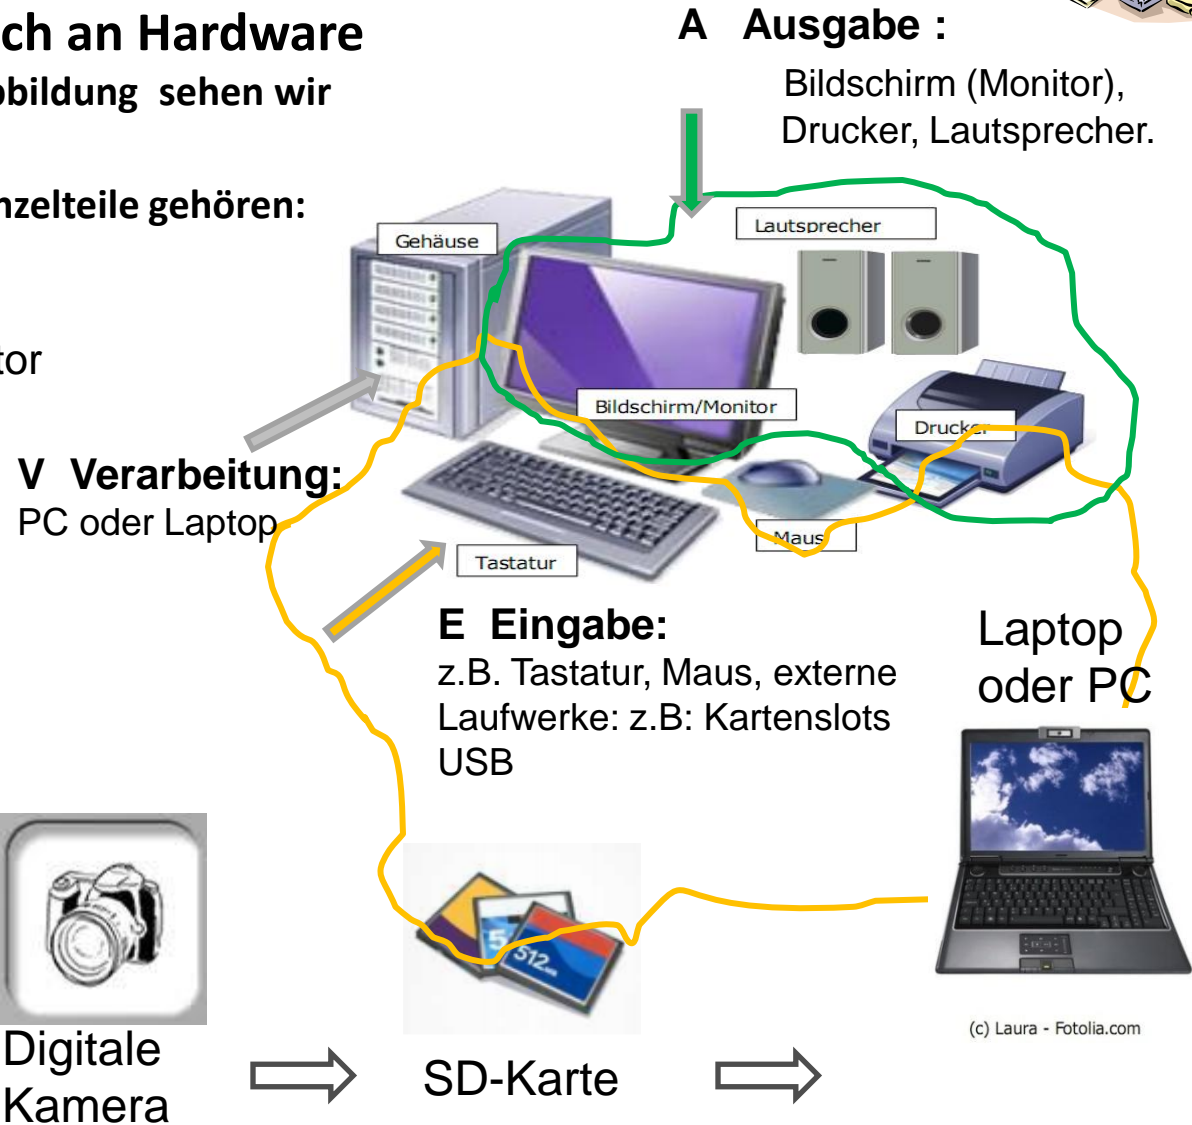 ch an Hardware
bbildung sehen wir
nzelteile gehören:
tor
A Ausgabe :
Bildschirm (Monitor),
Drucker, Lautsprecher.
Gehäuse
Lautsprecher
Bildschirm/Monitor
Drucker
Maus
Tastatur
V Verarbeitung:
PC oder Laptop
E Eingabe:
z.B. Tastatur, Maus, externe
Laufwerke: z.B: Kartenslots
USB
Laptop
oder PC
512MB
(c) Laura - Fotolia.com
Digitale
Kamera
SD-Karte